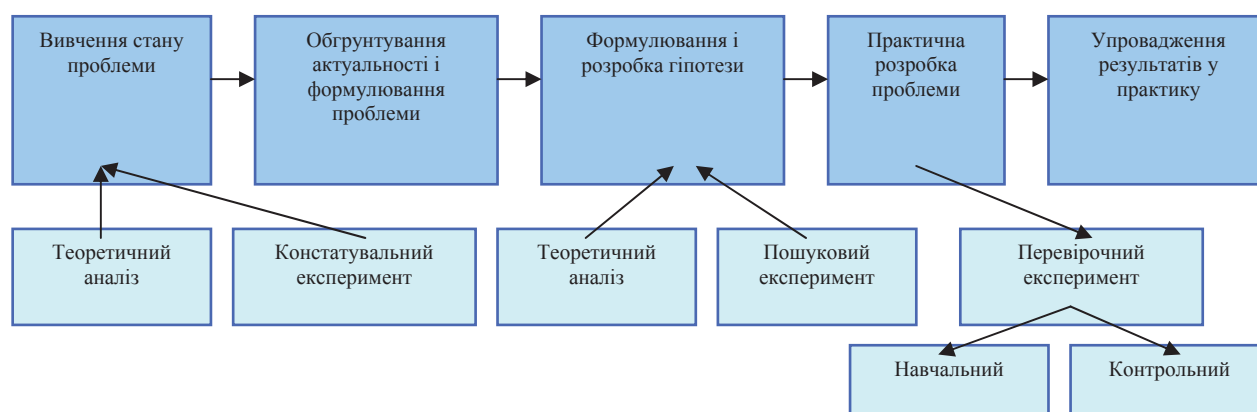 Вивчення стану
проблеми
Обгрунтування
актуальності і
формулювання
проблеми
Формулювання і
розробка гіпотези
Практична
розробка
проблеми
Упровадження
результатів у
практику
Теоретичний
аналіз
Констатувальний
експеримент
Теоретичний
аналіз
Пошуковий
експеримент
Перевірочний
експеримент
Навчальний
Контрольний